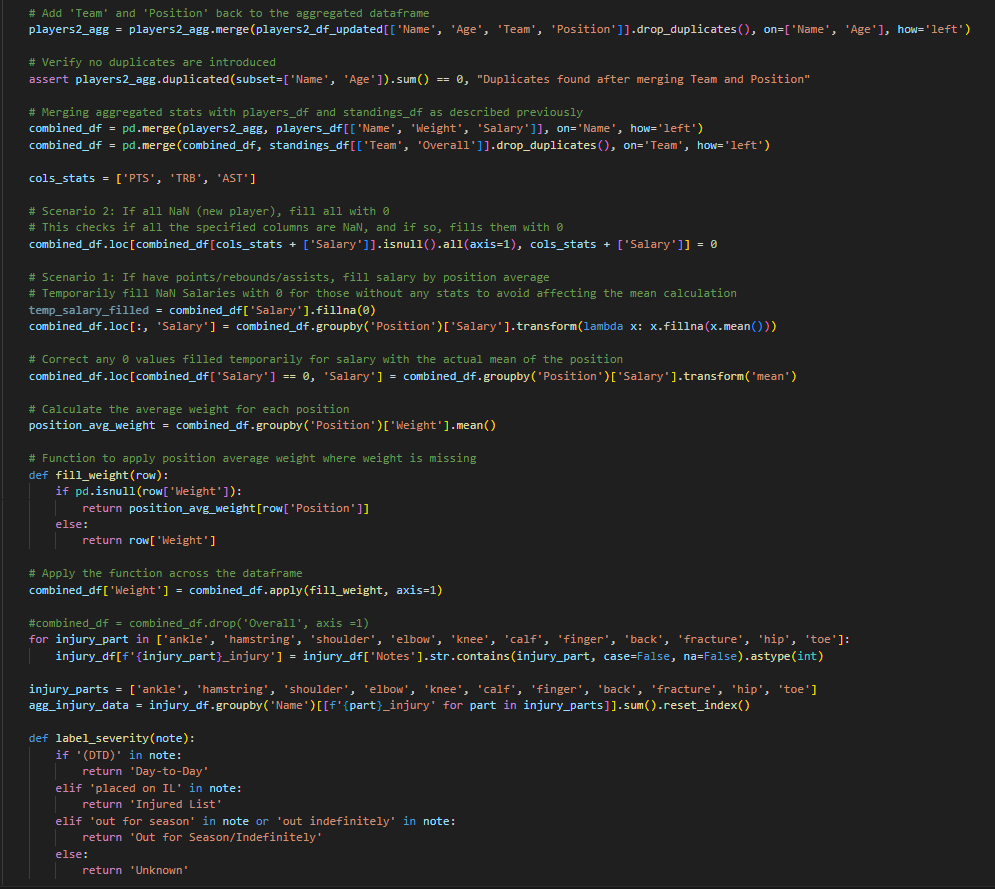 # Add 'Team' and 'Position' back to the aggregated dataframe
players2_agg = players2_agg.merge(players2_df_updated[['Name', 'Age', 'Team', 'Position']].drop_duplicates(), on=['Name', 'Age'], how='left')
# Verify no duplicates are introduced
assert players2_agg.duplicated(subset=['Name', 'Age']).sum() == 0, "Duplicates found after merging Team and Position"
# Merging aggregated stats with players_df and standings_df as described previously
combined_df = pd.merge(players2_agg, players_df[['Name', 'Weight', 'Salary']], on='Name', how='left')
combined_df = pd.merge(combined_df, standings_df[['Team', 'Overall']].drop_duplicates(), on='Team', how='left')
cols_stats = ['PTS', 'TRB', 'AST']
# Scenario 2: If all NaN (new player), fill all with 0
# This checks if all the specified columns are NaN, and if so, fills them with 0
combined_df.loc[combined_df[cols_stats + ['Salary']].isnull().all(axis=1), cols_stats + ['Salary']] = 0
# Scenario 1: If have points/rebounds/assists, fill salary by position average
# Temporarily fill NaN Salaries with 0 for those without any stats to avoid affecting the mean calculation
temp_salary_filled = combined_df['Salary'].fillna(0)
combined_df.loc[:, 'Salary'] = combined_df.groupby('Position')['Salary'].transform(lambda x: x.fillna(x.mean()))
# Correct any 0 values filled temporarily for salary with the actual mean of the position
combined_df.loc[combined_df['Salary'] == 0, 'Salary'] = combined_df.groupby('Position')['Salary'].transform('mean')
# Calculate the average weight for each position
position_avg_weight = combined_df.groupby('Position')['Weight'].mean()
# Function to apply position average weight where weight is missing
def fill_weight(row):
    if pd.isnull(row['Weight']):
        return position_avg_weight[row['Position']]
    else:
        return row['Weight']
# Apply the function across the dataframe
combined_df['Weight'] = combined_df.apply(fill_weight, axis=1)
#combined_df = combined_df.drop('Overall', axis =1)
for injury_part in ['ankle', 'hamstring', 'shoulder', 'elbow', 'knee', 'calf', 'finger', 'back', 'fracture', 'hip', 'toe']:
    injury_df[f'{injury_part}_injury'] = injury_df['Notes'].str.contains(injury_part, case=False, na=False).astype(int)
injury_parts = ['ankle', 'hamstring', 'shoulder', 'elbow', 'knee', 'calf', 'finger', 'back', 'fracture', 'hip', 'toe']
agg_injury_data = injury_df.groupby('Name')[[f'{part}_injury' for part in injury_parts]].sum().reset_index()
def label_severity(note):
    if '(DTD)' in note:
        return 'Day-to-Day'
    elif 'placed on IL' in note:
        return 'Injured List'
    elif 'out for season' in note or 'out indefinitely' in note:
        return 'Out for Season/Indefinitely'
    else:
        return 'Unknown'